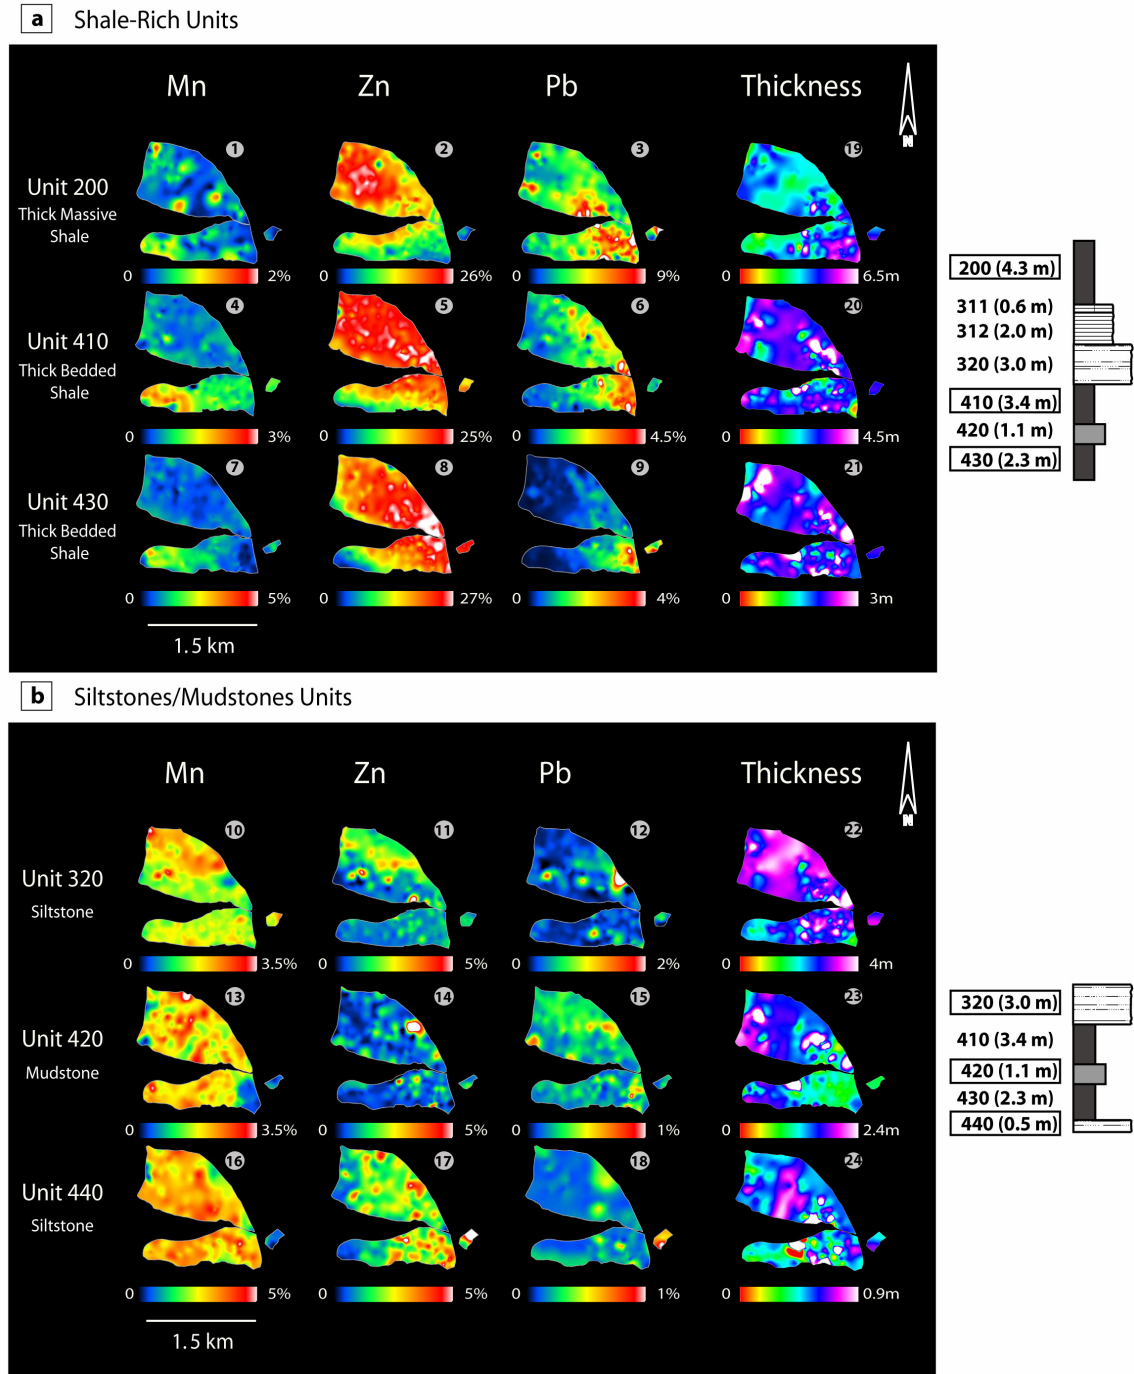 a Shale-Rich Units
Mn Zn Pb Thickness
N
1 2 3 19
Unit 200
Thick Massive
Shale
0 2% 0 26% 0 9% 0 6.5m
4 5 6 20
Unit 410
Thick Bedded
Shale
0 3% 0 25% 0 4.5% 0 4.5m
7 8 9 21
Unit 430
Thick Bedded
Shale
0 5% 0 27% 0 4% 0 3m
1.5 km
200 (4.3 m)
311 (0.6 m)
312 (2.0 m)
320 (3.0 m)
410 (3.4 m)
420 (1.1 m)
430 (2.3 m)
b Siltstones/Mudstones Units
Mn Zn Pb Thickness
N
10 11 12 22
Unit 320
Siltstone
0 3.5% 0 5% 0 2% 0 4m
13 14 15 23
Unit 420
Mudstone
0 3.5% 0 5% 0 1% 0 2.4m
16 17 18 24
Unit 440
Siltstone
0 5% 0 5% 0 1% 0 0.9m
1.5 km
320 (3.0 m)
410 (3.4 m)
420 (1.1 m)
430 (2.3 m)
440 (0.5 m)